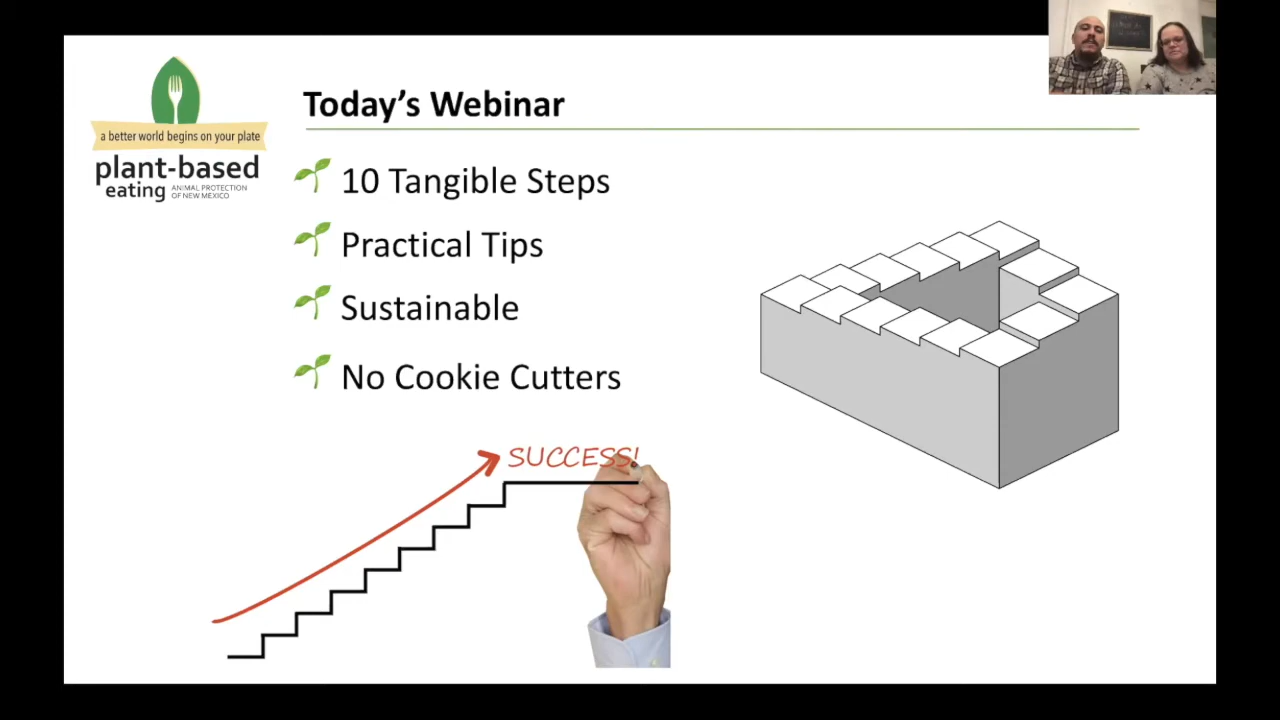 a better world begins on your plate
plant-based
eating ANIMAL PROTECTION
OF NEW MEXICO
Today's Webinar
10 Tangible Steps
Practical Tips
Sustainable
No Cookie Cutters
SUCCESS!